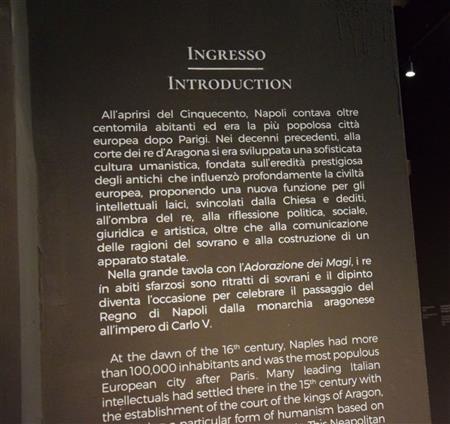 INGRESSO
INTRODUCTION
All'aprirsi del Cinquecento, Napoli contava oltre
centomila abitanti ed era la più popolosa città
europea dopo Parigi. Nei decenni precedenti, alla
corte dei re d'Aragona si era sviluppata una sofisticata
cultura umanistica, fondata sull'eredità prestigiosa
degli antichi che influenzò profondamente la civiltà
europea, proponendo una nuova funzione per gli
intellettuali laici, svincolati dalla Chiesa e dediti,
all'ombra del re, alla riflessione politica, sociale,
giuridica e artistica, oltre che alla comunicazione
delle ragioni del sovrano e alla costruzione di un
apparato statale.
Nella grande tavola con l'Adorazione dei Magi, i re
in abiti sfarzosi sono ritratti di sovrani e il dipinto
diventa l'occasione per celebrare il passaggio del
Regno di Napoli dalla monarchia aragonese
all'impero di Carlo V.
At the dawn of the 16th century, Naples had more
than 100,000 inhabitants and was the most populous
European city after Paris. Many leading Italian
intellectuals had settled there in the 15th century with
the establishment of the court of the kings of Aragon,
a particular form of humanism based on
This Neapolitan